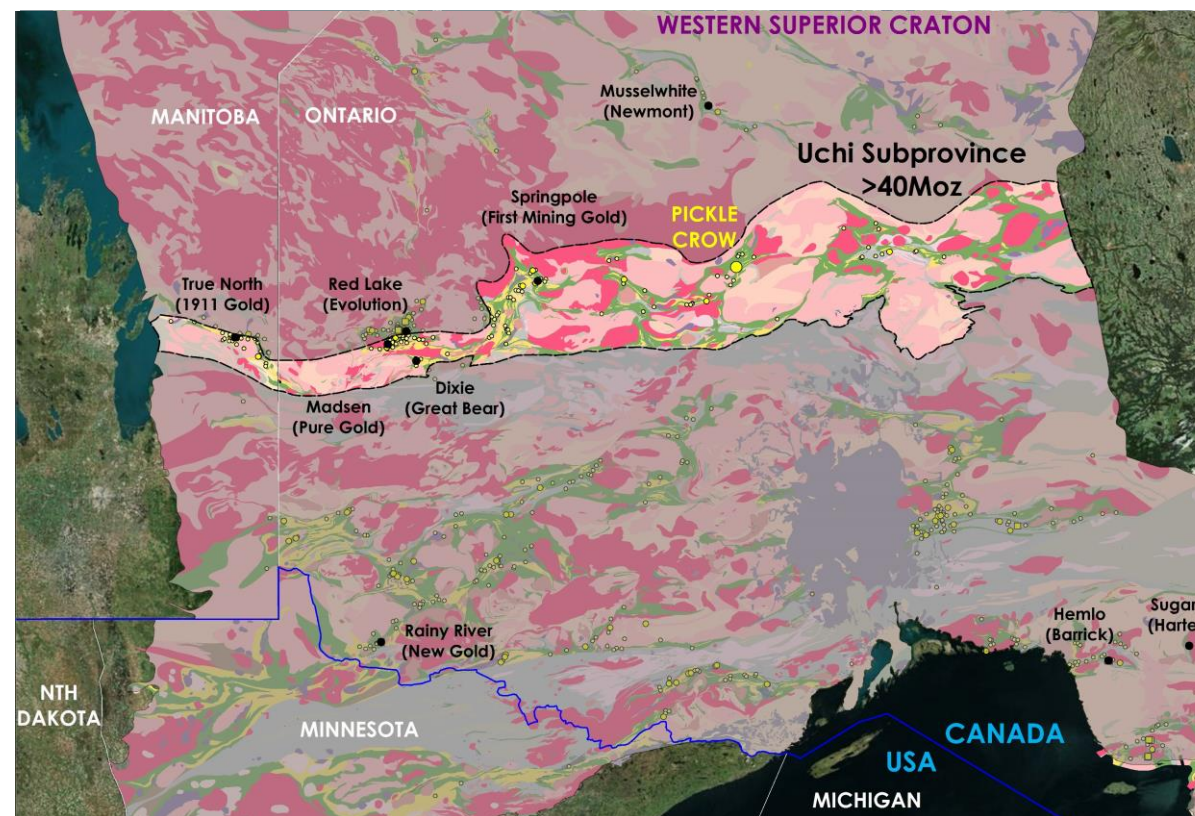 WESTERN SUPERIOR CRATON
Musselwhite
(Newmont)
MANITOBA
ONTARIO
Uchi Subprovince
>40Moz
Springpole
(First Mining Gold)
PICKLE
CROW
True North
(1911 Gold)
Red Lake
(Evolution)
Dixie
(Great Bear)
Madsen
(Pure Gold)
Rainy River
(New Gold)
Hemlo
(Barrick)
Sugar
(Harte
NTH
DAKOTA
MINNESOTA
CANADA
USA
MICHIGAN